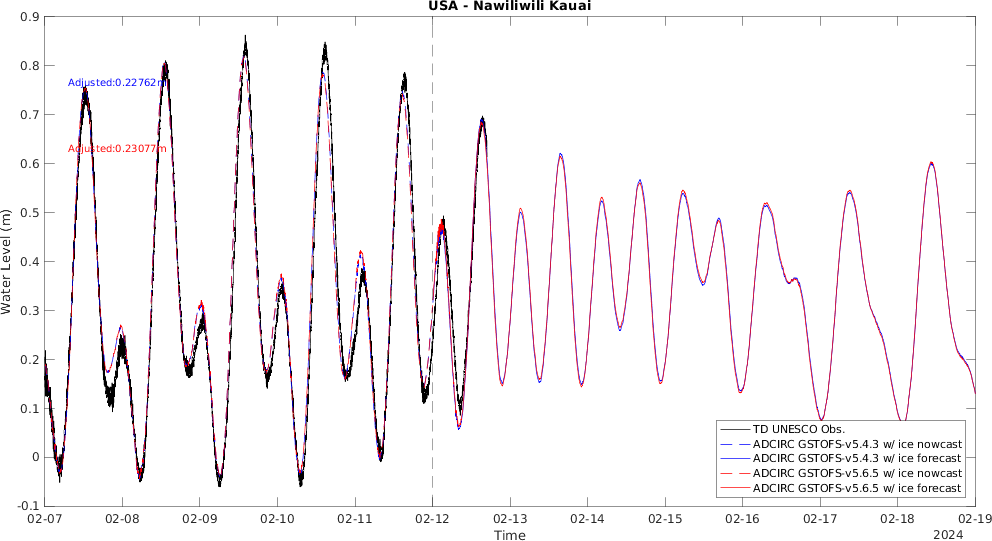 USA - Nawiliwili Kauai
0.9
0.8
0.7
0.6
0.5
0.4
0.3
0.2
0.1
0
-0.1
Water Level (m)
Adjusted:0.22762m
Adjusted:0.23077m
TD UNESCO Obs.
ADCIRC GSTOFS-v5.4.3 w/ ice nowcast
ADCIRC GSTOFS-v5.4.3 w/ ice forecast
ADCIRC GSTOFS-v5.6.5 w/ ice nowcast
ADCIRC GSTOFS-v5.6.5 w/ ice forecast
02-07 02-08 02-09 02-10 02-11 02-12 02-13 02-14 02-15 02-16 02-17 02-18 02-19
Time
2024